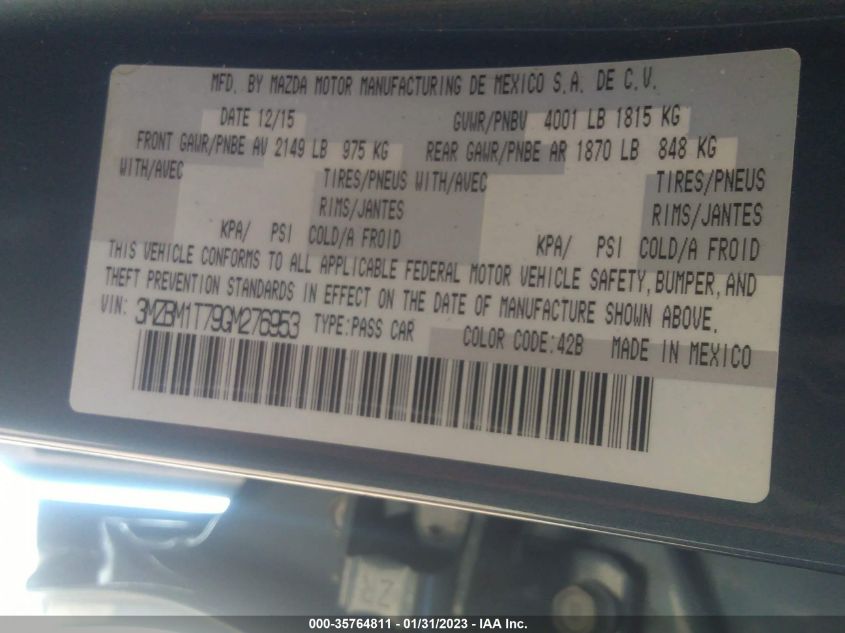 MFD. BY MAZDA MOTOR MANUFACTURING DE MEXICO S.A. DE C.V.
DATE 12/15 GVWR/PNBV 4001 LB 1815 KG
FRONT GAWR/PNBE AV 2149 LB 975 KG REAR GAWR/PNBE AR 1870 LB 848 KG
WITH/AVEC TIRES/PNEUS WITH/AVEC TIRES/PNEUS
RIMS/JANTES RIMS/JANTES
KPA/ PSI COLD/A FROID KPA/ PSI COLD/A FROID
THIS VEHICLE CONFORMS TO ALL APPLICABLE FEDERAL MOTOR VEHICLE SAFETY, BUMPER, AND
THEFT PREVENTION STANDARDS IN EFFECT ON THE DATE OF MANUFACTURE SHOWN ABOVE.
VIN: 3MZBM1T79GM276953 TYPE:PASS CAR COLOR CODE:42B MADE IN MEXICO
ZR
000-35764811 - 01/31/2023 - IAA Inc.